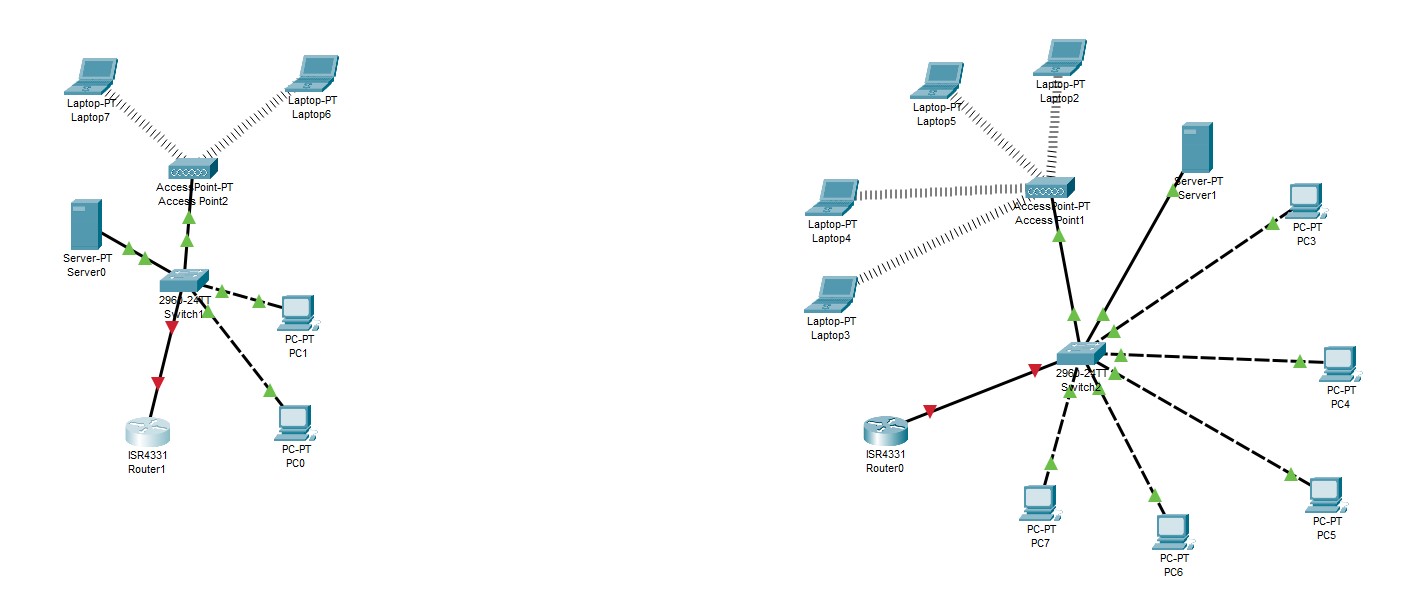 Laptop-PT
Laptop7
Laptop-PT
Laptop6
AccessPoint-PT
Access Point2
Server-PT
Server0
2960-24TT
Switch1
PC-PT
PC1
PC-PT
PC0
ISR4331
Router1
Laptop-PT
Laptop5
Laptop-PT
Laptop2
Server-PT
Server1
AccessPoint-PT
Access Point1
Laptop-PT
Laptop4
PC-PT
PC3
Laptop-PT
Laptop3
2960-24TT
Switch2
PC-PT
PC4
ISR4331
Router0
PC-PT
PC7
PC-PT
PC6
PC-PT
PC5